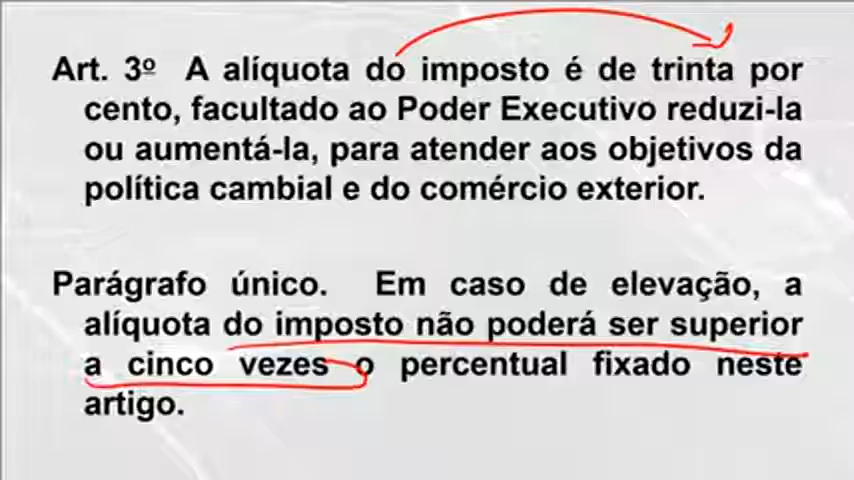 Art. 3º A alíquota do imposto é de trinta por
cento, facultado ao Poder Executivo reduzi-la
ou aumentá-la, para atender aos objetivos da
política cambial e do comércio exterior.
Parágrafo único. Em caso de elevação, a
alíquota do imposto não poderá ser superior
a cinco vezes o percentual fixado neste
artigo.